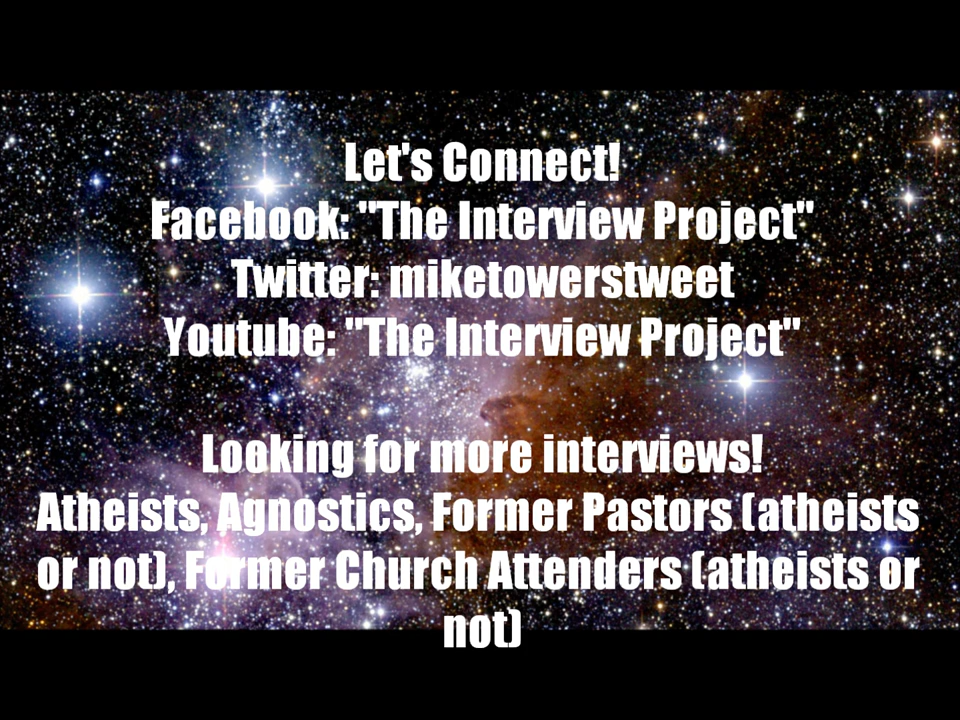 Let's Connect!
Facebook: "The Interview Project"
Twitter: miketowerstweet
Youtube: "The Interview Project"
Looking for more interviews!
Atheists, Agnostics, Former Pastors (atheists
or not), Former Church Attenders (atheists or
not)